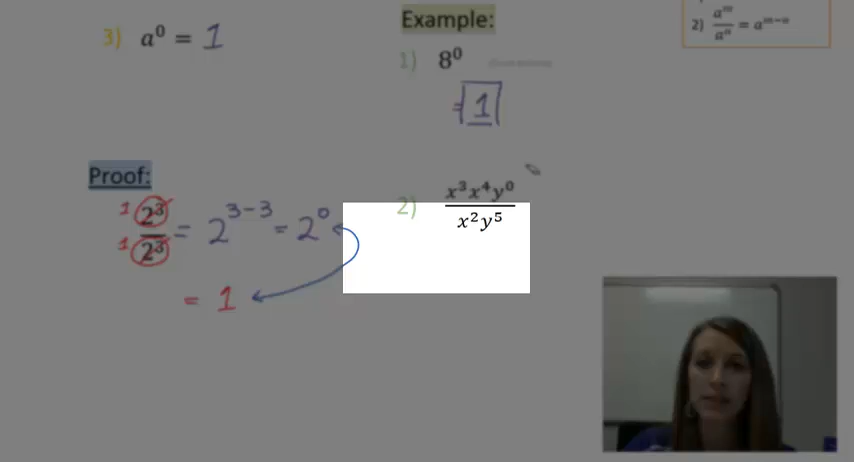 3) a⁰ = 1
Example:
1) 8⁰
= 1
2) aᵐ/aⁿ = aᵐ⁻ⁿ
Proof:
1 2³ / 1 2³ = 2³⁻³ = 2⁰
= 1
2) x³x⁴y⁰ / x²y⁵